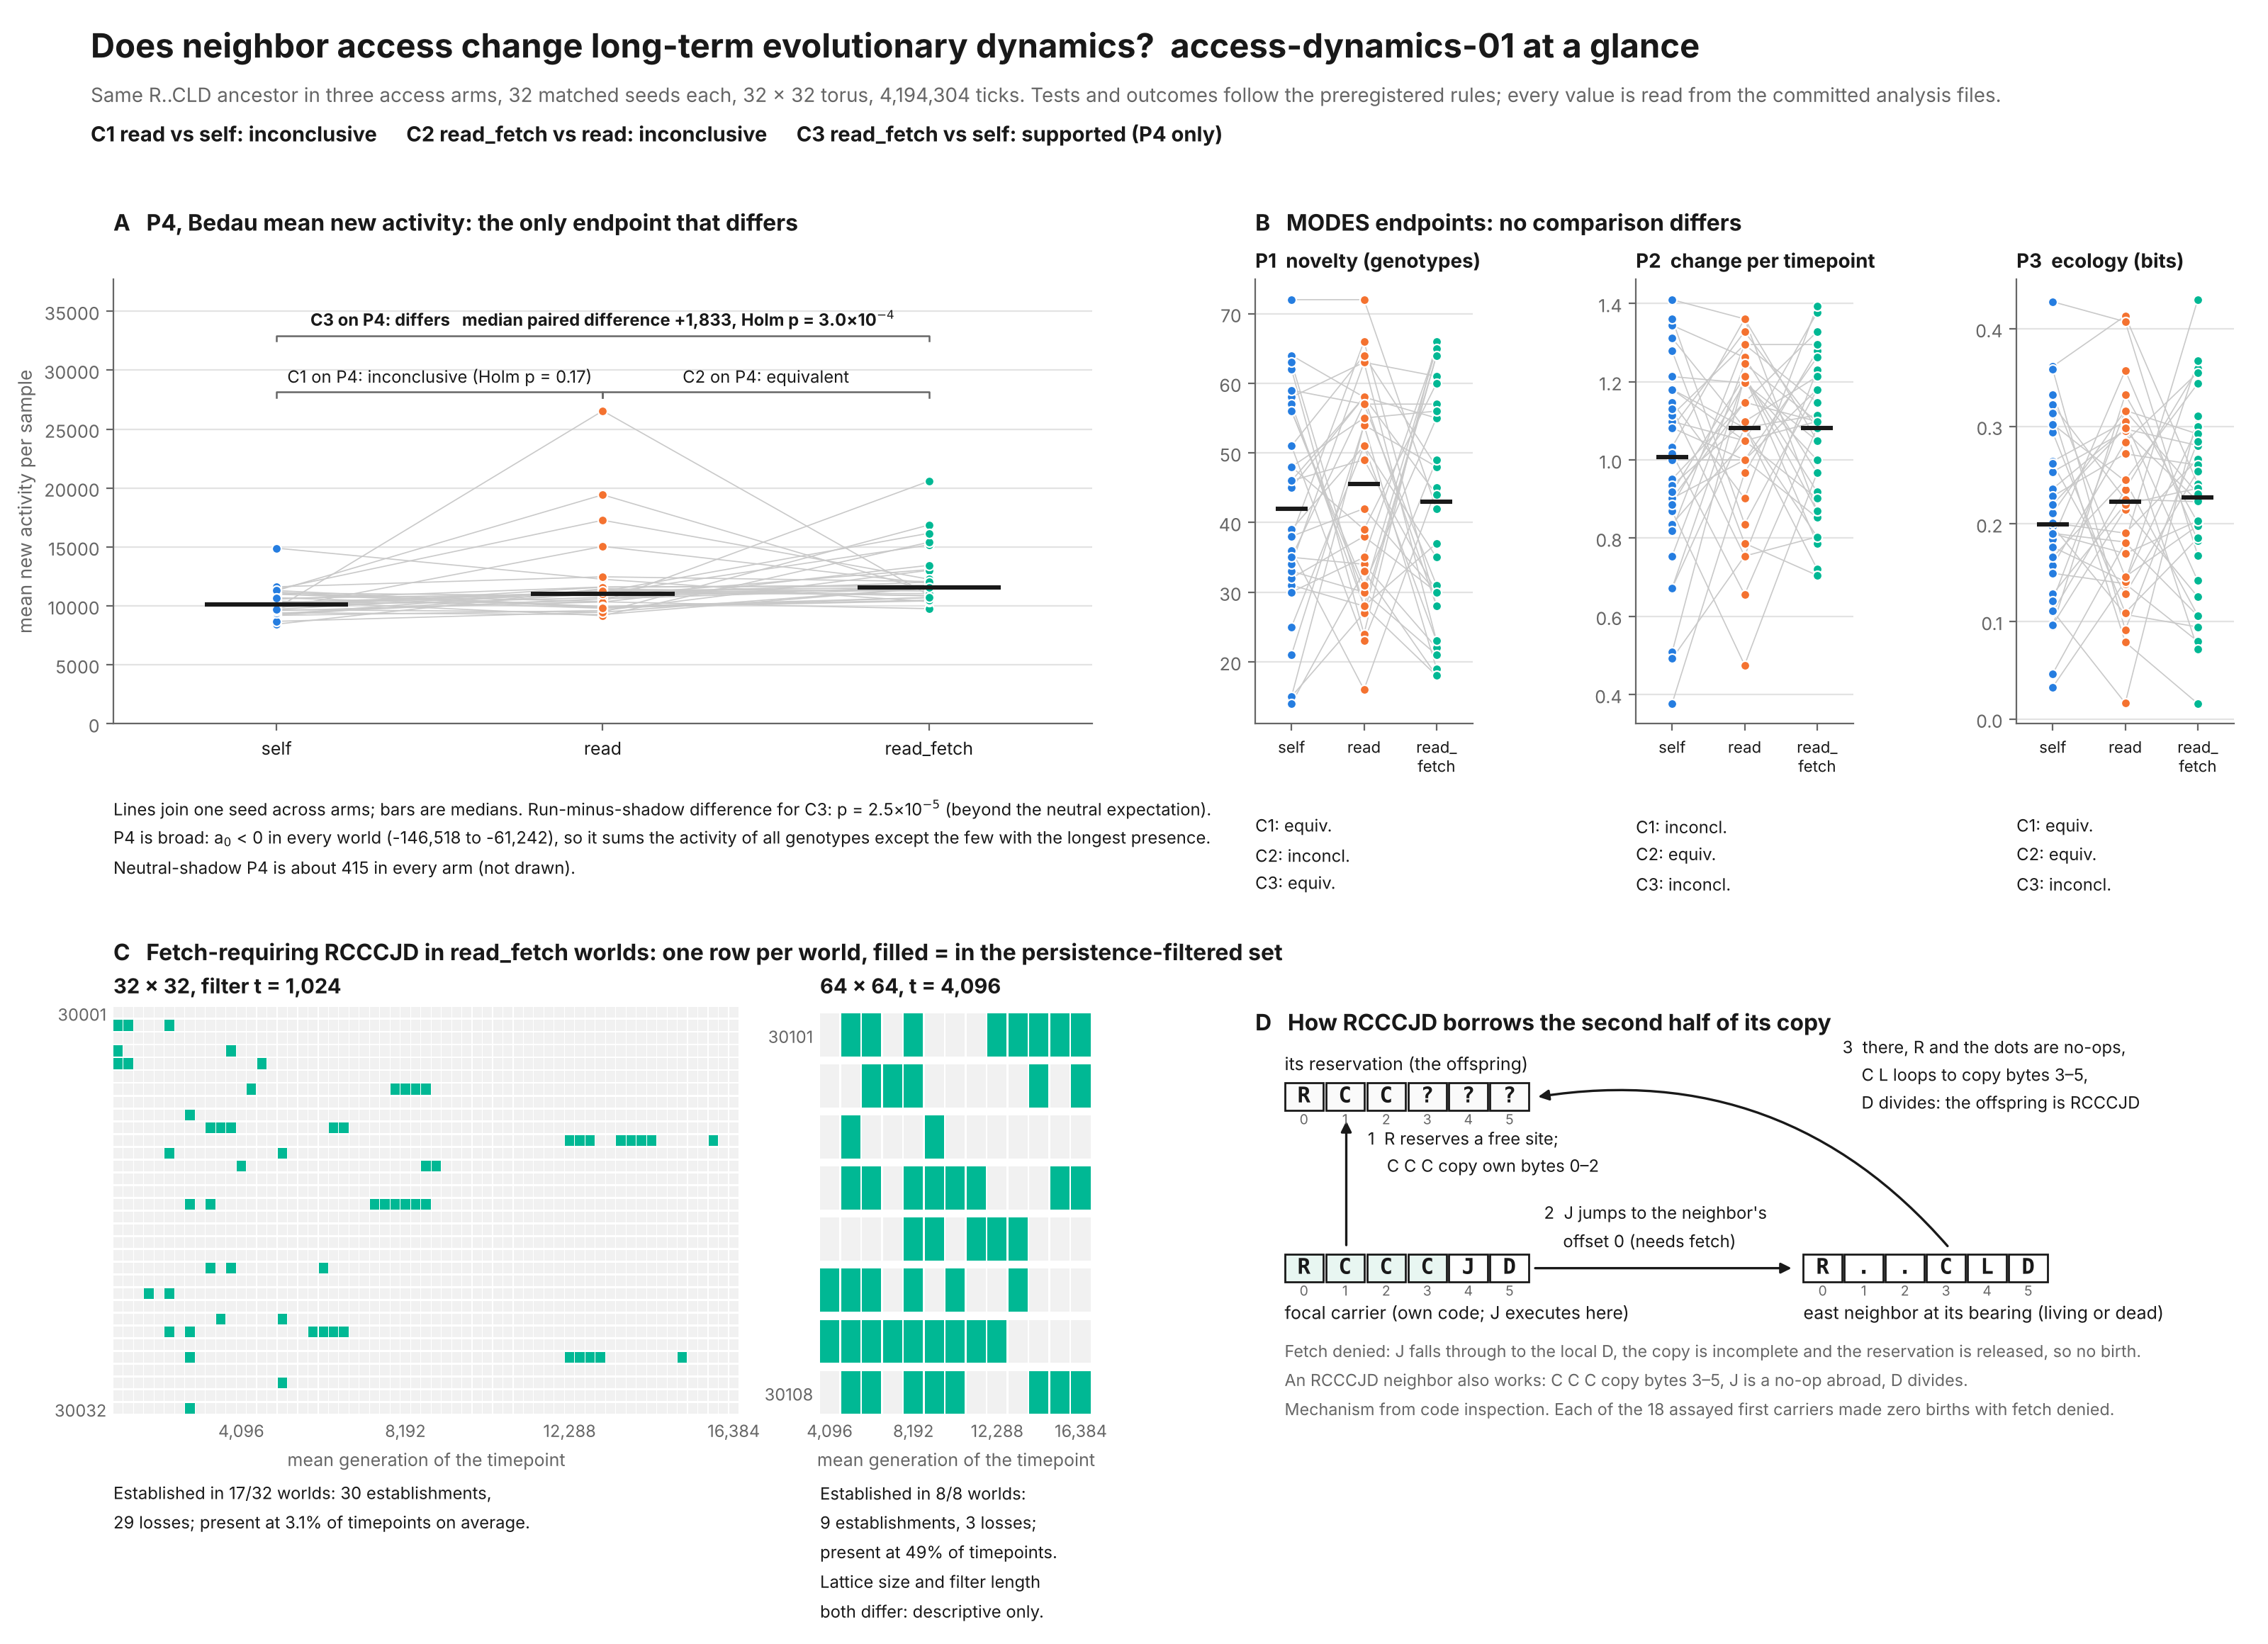 Does neighbor access change long-term evolutionary dynamics? access-dynamics-01 at a glance
Same R..CLD ancestor in three access arms, 32 matched seeds each, 32 × 32 torus, 4,194,304 ticks. Tests and outcomes follow the preregistered rules; every value is read from the committed analysis files.
C1 read vs self: inconclusive C2 read_fetch vs read: inconclusive C3 read_fetch vs self: supported (P4 only)
A P4, Bedau mean new activity: the only endpoint that differs
mean new activity per sample
35000
30000
25000
20000
15000
10000
5000
0
C3 on P4: differs median paired difference +1,833, Holm p = 3.0×10⁻⁴
C1 on P4: inconclusive (Holm p = 0.17)
C2 on P4: equivalent
self
read
read_fetch
Lines join one seed across arms; bars are medians. Run-minus-shadow difference for C3: p = 2.5×10⁻⁵ (beyond the neutral expectation).
P4 is broad: a₀ < 0 in every world (-146,518 to -61,242), so it sums the activity of all genotypes except the few with the longest presence.
Neutral-shadow P4 is about 415 in every arm (not drawn).
B MODES endpoints: no comparison differs
P1 novelty (genotypes)
70
60
50
40
30
20
self
read
read_
fetch
C1: equiv.
C2: inconcl.
C3: equiv.
P2 change per timepoint
1.4
1.2
1.0
0.8
0.6
0.4
self
read
read_
fetch
C1: inconcl.
C2: equiv.
C3: inconcl.
P3 ecology (bits)
0.4
0.3
0.2
0.1
0.0
self
read
read_
fetch
C1: equiv.
C2: equiv.
C3: inconcl.
C Fetch-requiring RCCCJD in read_fetch worlds: one row per world, filled = in the persistence-filtered set
32 × 32, filter t = 1,024
30001
30032
4,096
8,192
12,288
16,384
mean generation of the timepoint
Established in 17/32 worlds: 30 establishments,
29 losses; present at 3.1% of timepoints on average.
64 × 64, t = 4,096
30101
30108
4,096
8,192
12,288
16,384
mean generation of the timepoint
Established in 8/8 worlds:
9 establishments, 3 losses;
present at 49% of timepoints.
Lattice size and filter length
both differ: descriptive only.
D How RCCCJD borrows the second half of its copy
its reservation (the offspring)
R C C ? ? ?
0 1 2 3 4 5
1 R reserves a free site;
C C C copy own bytes 0–2
3 there, R and the dots are no-ops,
C L loops to copy bytes 3–5,
D divides: the offspring is RCCCJD
2 J jumps to the neighbor's
offset 0 (needs fetch)
R C C C J D
0 1 2 3 4 5
focal carrier (own code; J executes here)
R . . C L D
0 1 2 3 4 5
east neighbor at its bearing (living or dead)
Fetch denied: J falls through to the local D, the copy is incomplete and the reservation is released, so no birth.
An RCCCJD neighbor also works: C C C copy bytes 3–5, J is a no-op abroad, D divides.
Mechanism from code inspection. Each of the 18 assayed first carriers made zero births with fetch denied.